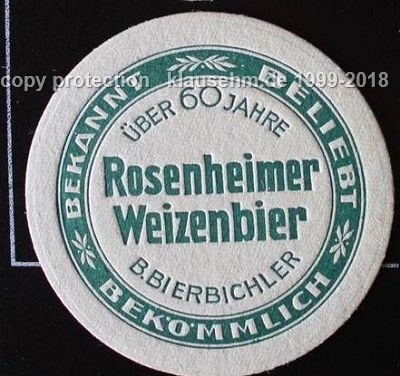 copy protection klausehm.de 1999-2018
BEKANNT
BELIEBT
BEKÖMMLICH
ÜBER 60 JAHRE
Rosenheimer
Weizenbier
B.BIERBICHLER